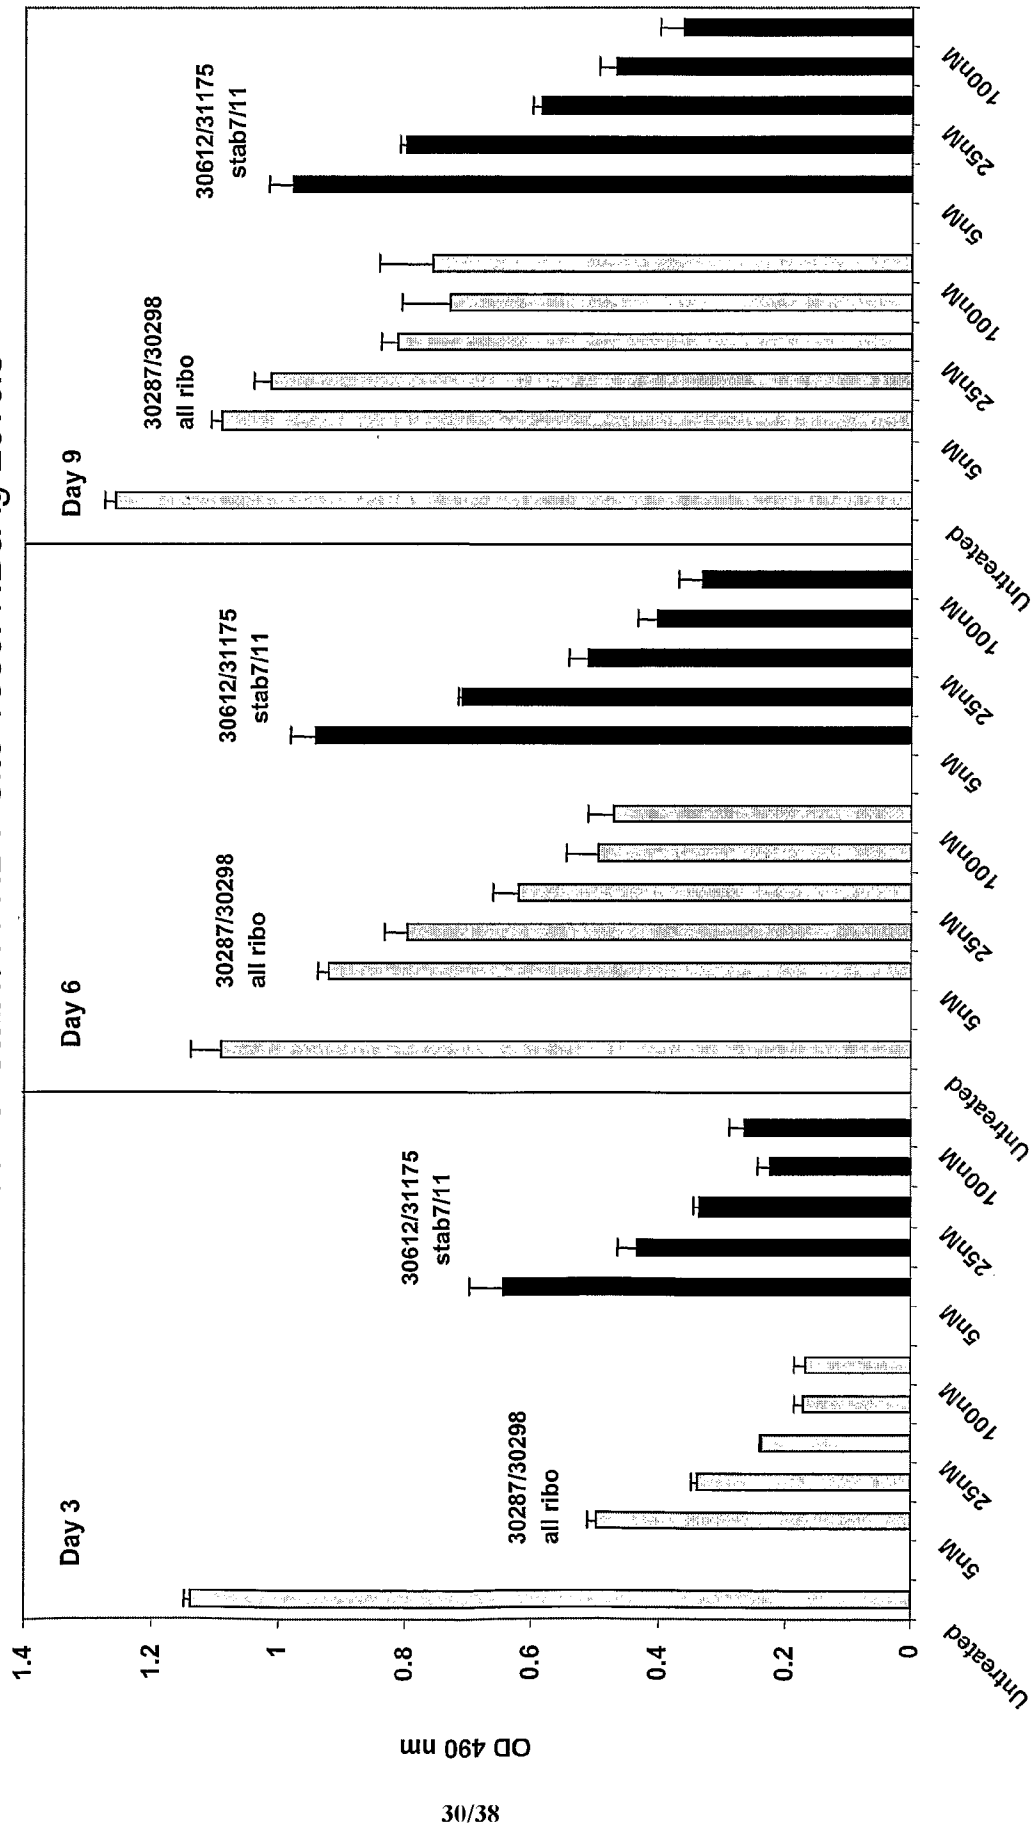 Day 3
Day 6
Day 9
30287/30298
all ribo
30612/31175
stab7/11
30287/30298
all ribo
30612/31175
stab7/11
30287/30298
all ribo
30612/31175
stab7/11
OD 490 nm
1.4
1.2
1
0.8
0.6
0.4
0.2
0
Untreated
5nM
25nM
100nM
5nM
25nM
100nM
Untreated
5nM
25nM
100nM
5nM
25nM
100nM
Untreated
5nM
25nM
100nM
5nM
25nM
100nM
30/38